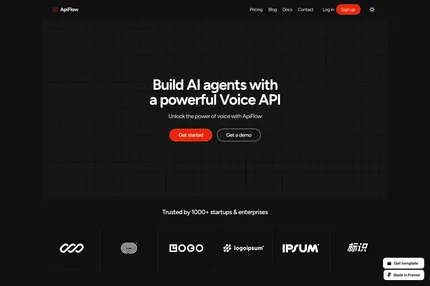 ApiFlow
Pricing Blog Docs Contact Log in Sign up
Build AI agents with
a powerful Voice API
Unlock the power of voice with ApiFlow
Get started Get a demo
Trusted by 1000+ startups & enterprises
LOGO logoipsum® IPSUM® 标识
Get template
Made in Framer